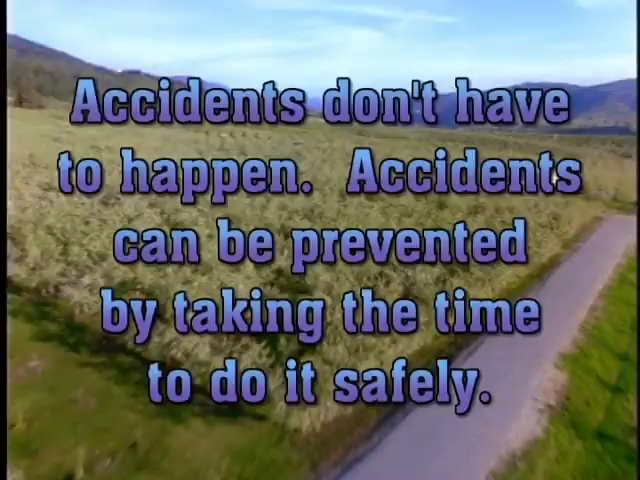 Accidents don't have
to happen.  Accidents
can be prevented
by taking the time
to do it safely.